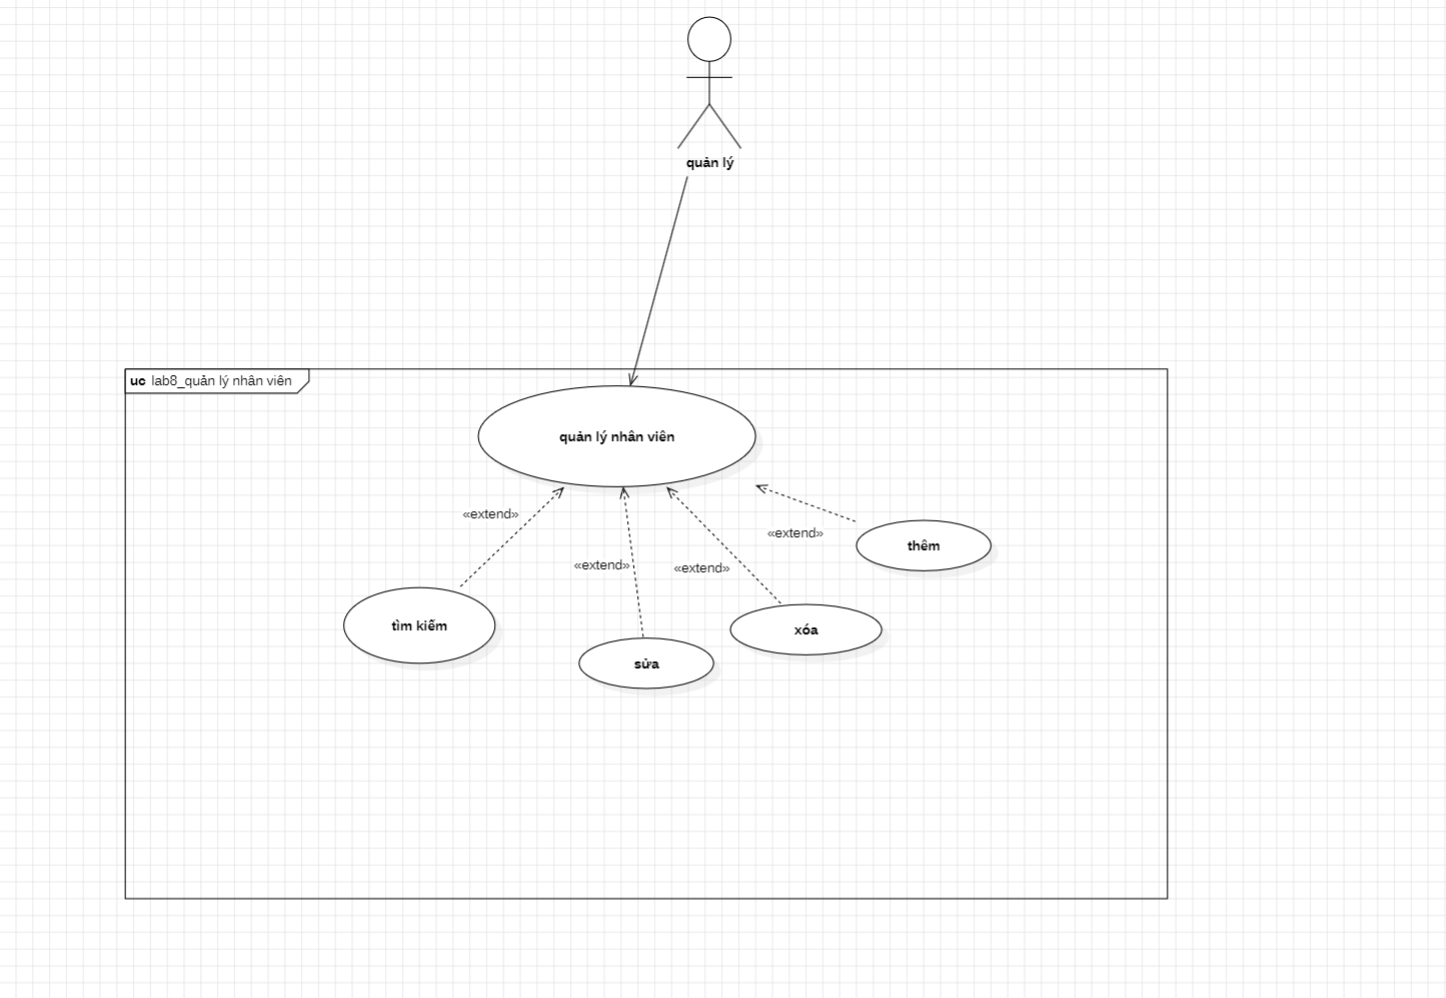 quản lý
uc lab8_quản lý nhân viên
quản lý nhân viên
«extend»
«extend»
«extend»
«extend»
thêm
tìm kiếm
xóa
sửa